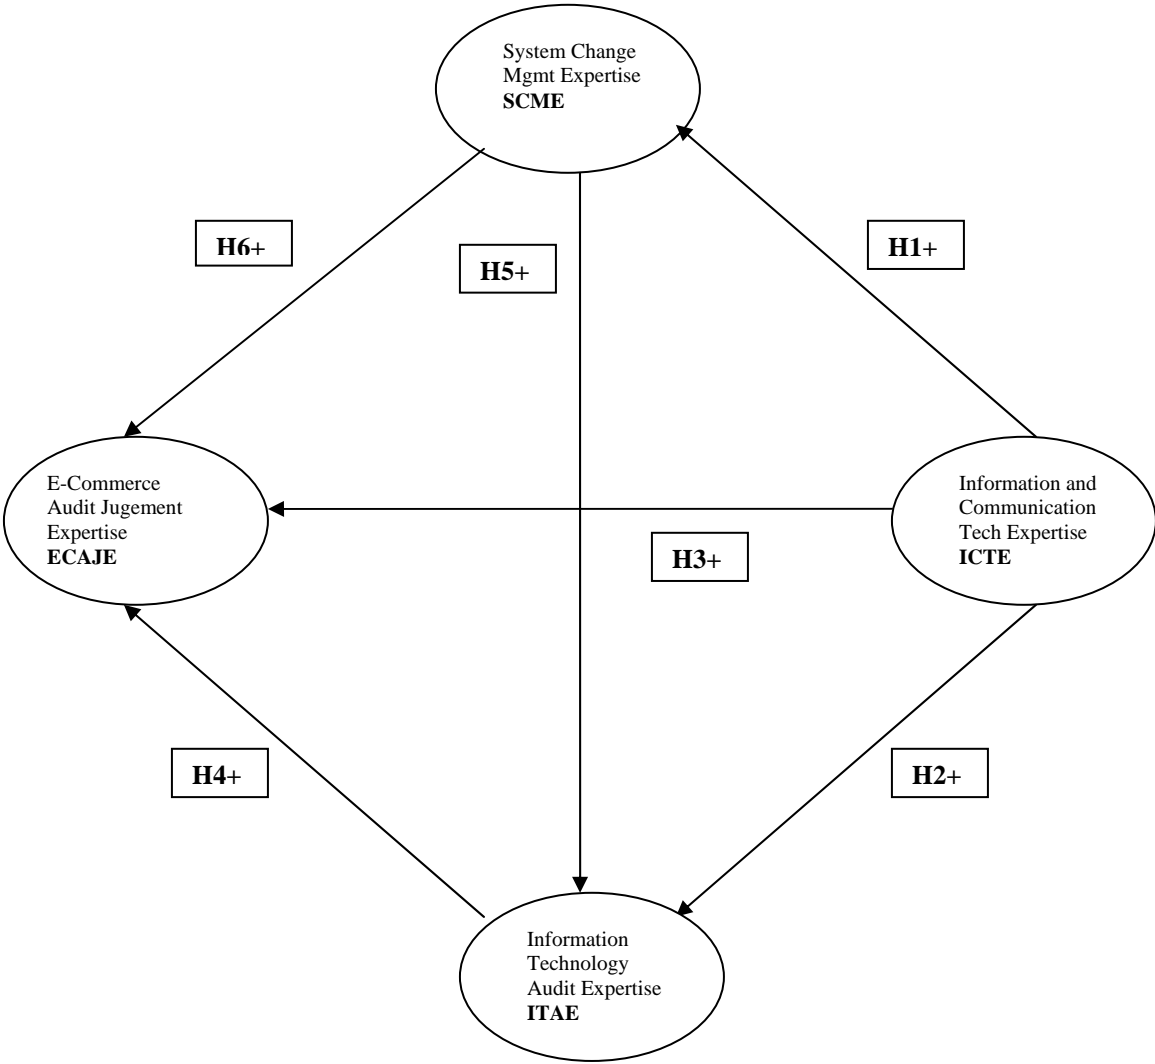 System Change
Mgmt Expertise
SCME
H6+
H5+
H1+
E-Commerce
Audit Jugement
Expertise
ECAJE
Information and
Communication
Tech Expertise
ICTE
H3+
H4+
H2+
Information
Technology
Audit Expertise
ITAE